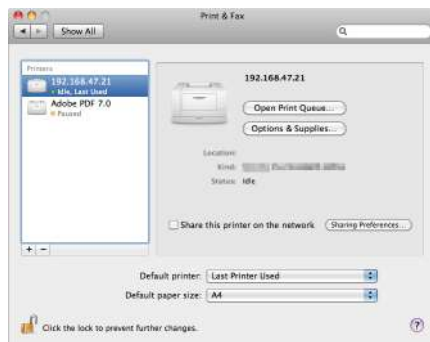 Print & Fax
Show All
Printers
192.168.47.21
Idle, Last Used
Adobe PDF 7.0
Paused
192.168.47.21
Open Print Queue...
Options & Supplies...
Location:
Kind:
Status: Idle
Share this printer on the network
Sharing Preferences...
+ −
Default printer: Last Printer Used
Default paper size: A4
Click the lock to prevent further changes.
?